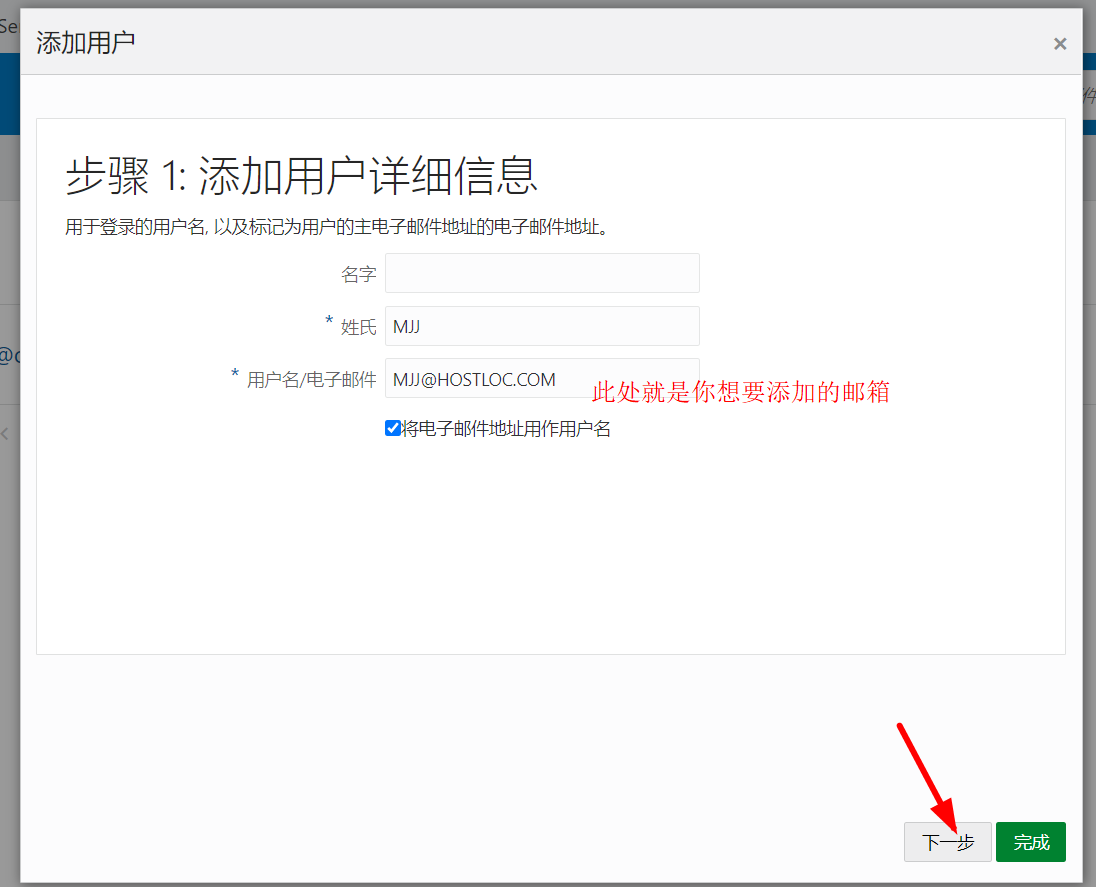 Se
添加用户
×
件
步骤 1: 添加用户详细信息
用于登录的用户名, 以及标记为用户的主电子邮件地址的电子邮件地址。
名字
* 姓氏 MJJ
* 用户名/电子邮件 MJJ@HOSTLOC.COM
此处就是你想要添加的邮箱
将电子邮件地址用作用户名
下一步 完成